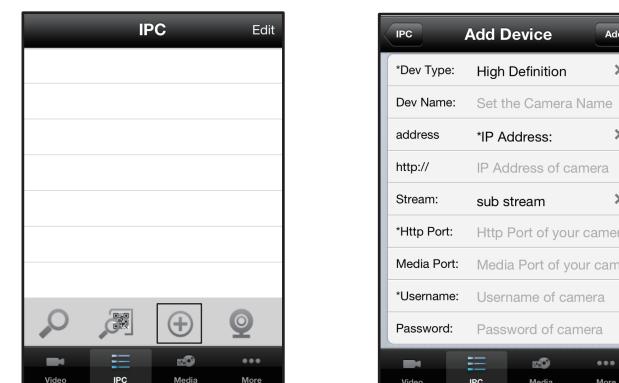 IPC Edit
Video IPC Media More
IPC Add Device
*Dev Type: High Definition
Dev Name: Set the Camera Name
address *IP Address:
http:// IP Address of camera
Stream: sub stream
*Http Port: Http Port of your
Media Port: Media Port of your
*Username: Username of camera
Password: Password of camera
Video IPC Media More